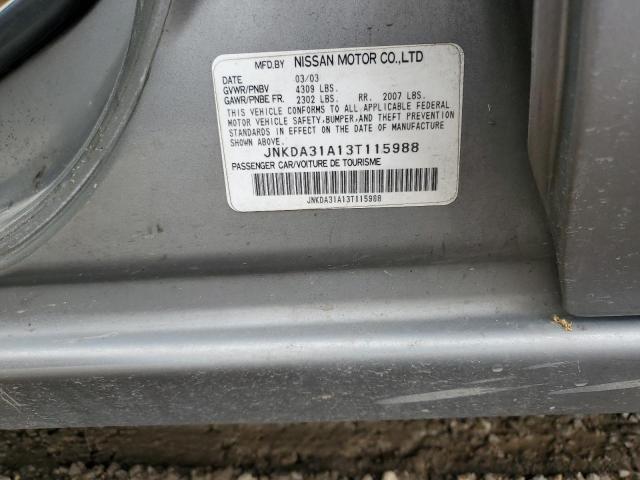 MFD.BY NISSAN MOTOR CO.,LTD
DATE 03/03
GVWR/PNBV 4309 LBS.
GAWR/PNBE FR. 2302 LBS. RR. 2007 LBS.
THIS VEHICLE CONFORMS TO ALL APPLICABLE FEDERAL
MOTOR VEHICLE SAFETY,BUMPER,AND THEFT PREVENTION
STANDARDS IN EFFECT ON THE DATE OF MANUFACTURE
SHOWN ABOVE.
JNKDA31A13T115988
PASSENGER CAR/VOITURE DE TOURISME
JNKDA31A13T115988